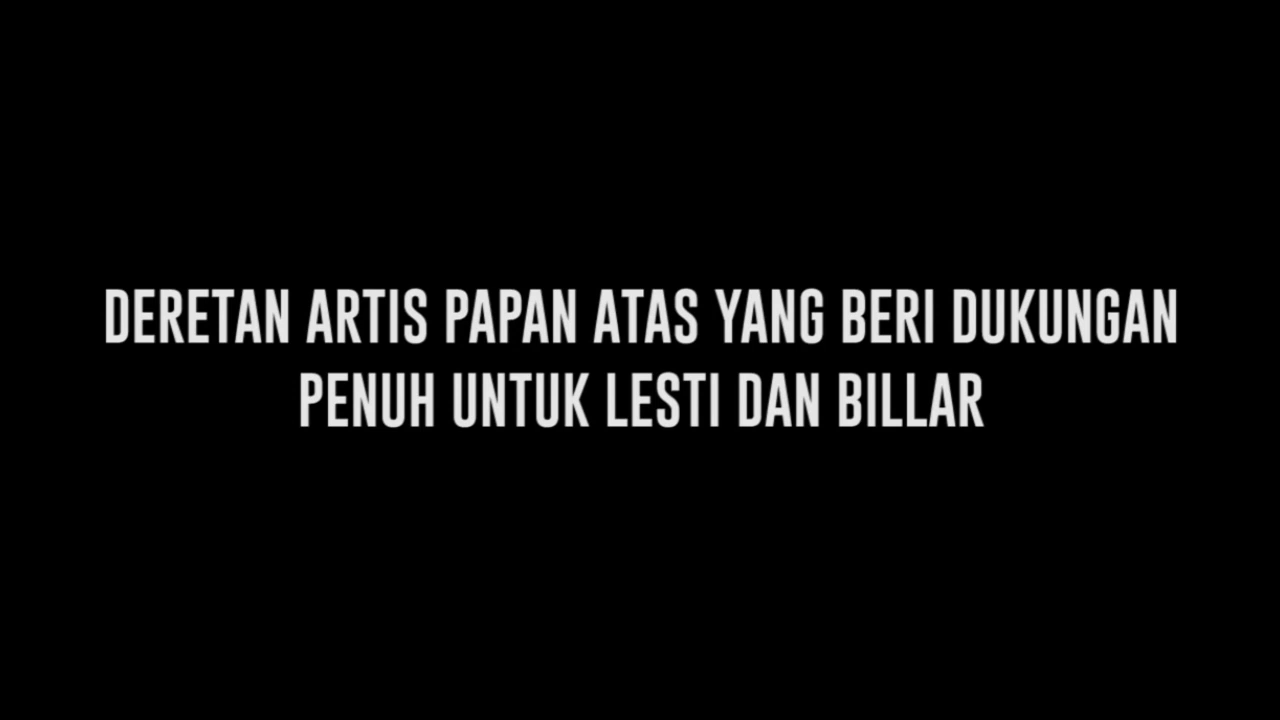 DERETAN ARTIS PAPAN ATAS YANG BERI DUKUNGAN
PENUH UNTUK LESTI DAN BILLAR